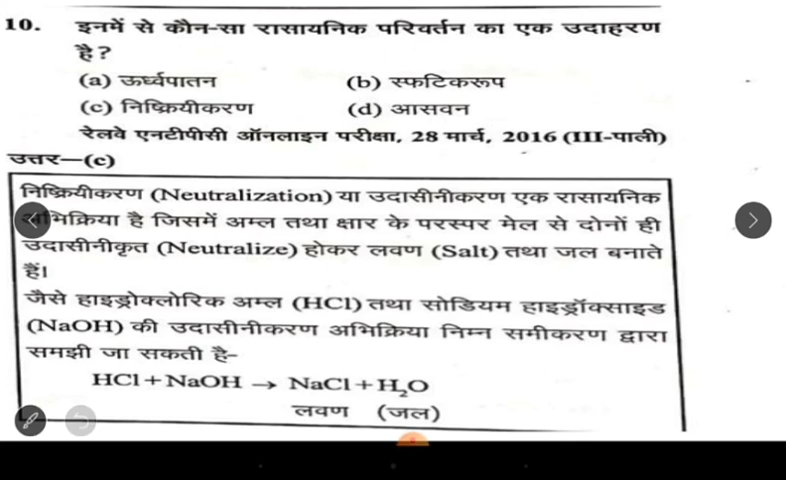 10. इनमें से कौन-सा रासायनिक परिवर्तन का एक उदाहरण
है?
(a) ऊर्ध्वपातन (b) स्फटिकरूप
(c) निष्क्रियीकरण (d) आसवन
रेलवे एनटीपीसी ऑनलाइन परीक्षा, 28 मार्च, 2016 (III-पाली)
उत्तर—(c)
निष्क्रियीकरण (Neutralization) या उदासीनीकरण एक रासायनिक
अभिक्रिया है जिसमें अम्ल तथा क्षार के परस्पर मेल से दोनों ही
उदासीनीकृत (Neutralize) होकर लवण (Salt) तथा जल बनाते
हैं।
जैसे हाइड्रोक्लोरिक अम्ल (HCl) तथा सोडियम हाइड्रॉक्साइड
(NaOH) की उदासीनीकरण अभिक्रिया निम्न समीकरण द्वारा
समझी जा सकती है-
HCl+NaOH → NaCl+H₂O
लवण (जल)